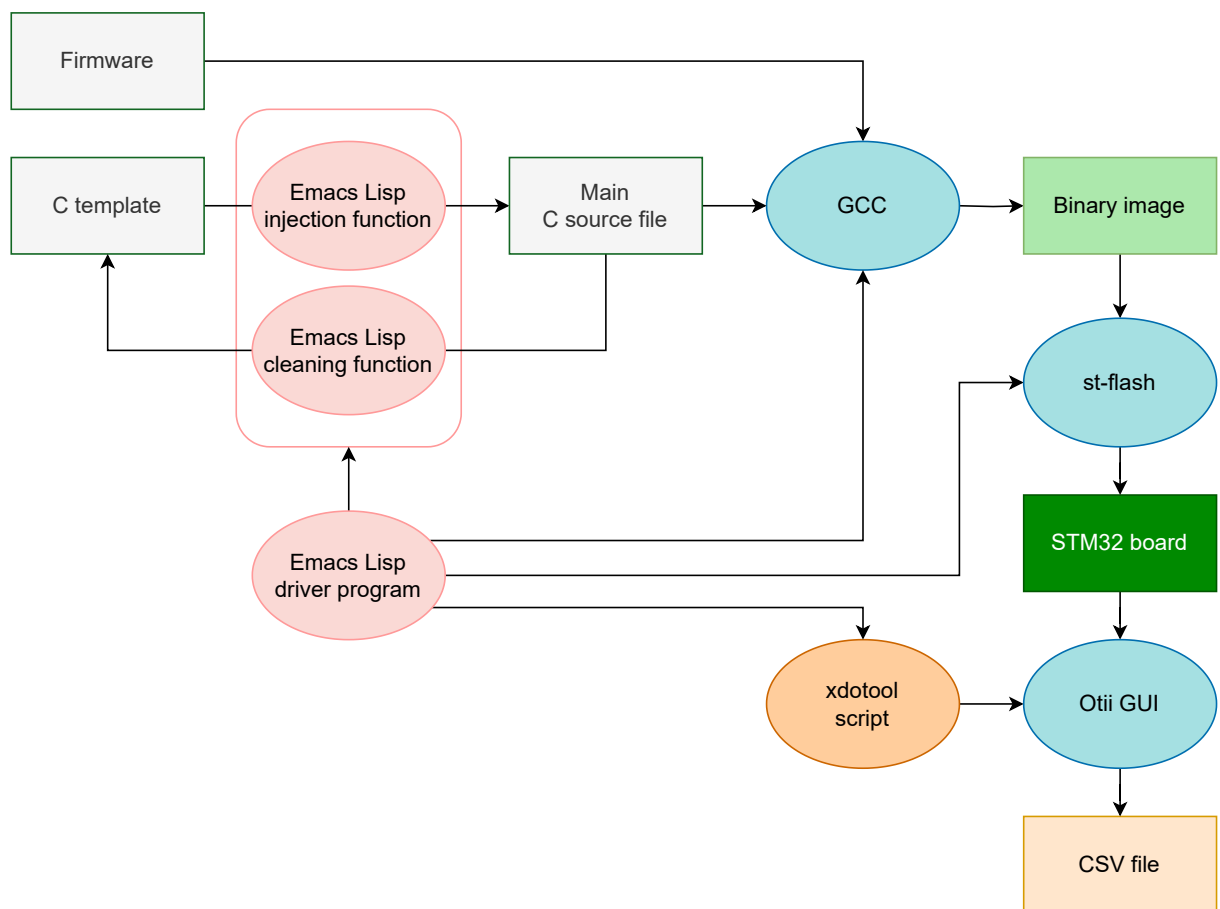 Firmware
C template
Emacs Lisp
injection function
Main
C source file
GCC
Binary image
Emacs Lisp
cleaning function
st-flash
STM32 board
Emacs Lisp
driver program
xdotool
script
Otii GUI
CSV file